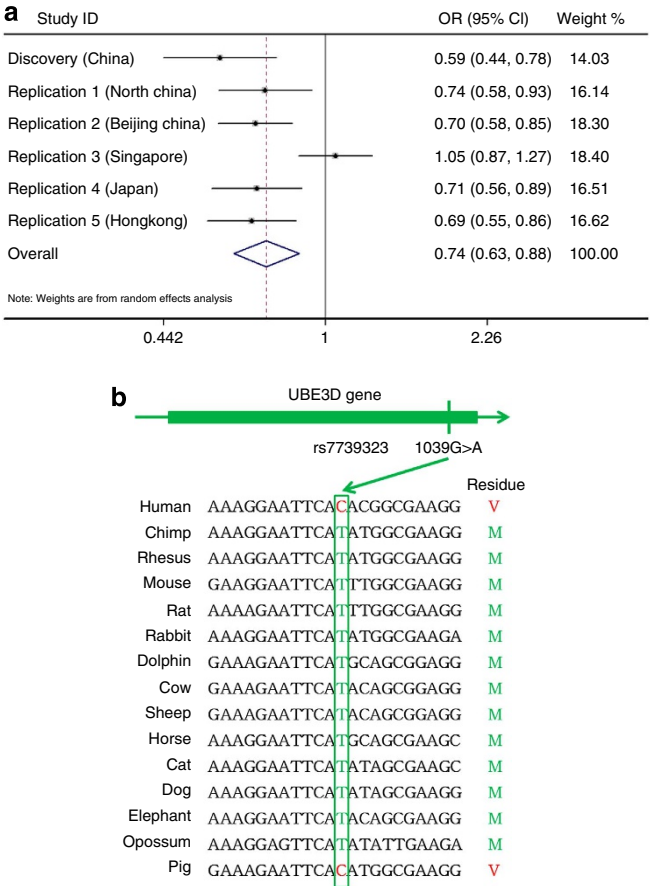 a
Study ID OR (95% CI) Weight %
Discovery (China) 0.59 (0.44, 0.78) 14.03
Replication 1 (North china) 0.74 (0.58, 0.93) 16.14
Replication 2 (Beijing china) 0.70 (0.58, 0.85) 18.30
Replication 3 (Singapore) 1.05 (0.87, 1.27) 18.40
Replication 4 (Japan) 0.71 (0.56, 0.89) 16.51
Replication 5 (Hongkong) 0.69 (0.55, 0.86) 16.62
Overall 0.74 (0.63, 0.88) 100.00
Note: Weights are from random effects analysis
0.442 1 2.26
b
UBE3D gene
rs7739323 1039G>A
Residue
Human AAAGGAATTCACACGGCGAAGG V
Chimp AAAGGAATTCATATGGCGAAGG M
Rhesus AAAGGAATTCATATGGCGAAGG M
Mouse GAAGGAATTCATTTGGCGAAGG M
Rat AAAAGAATTCATTTGGCGAAGG M
Rabbit AAAGGAATTCATATGGCGAAGA M
Dolphin GAAAGAATTCATGCAGCGGAGG M
Cow GAAAGAATTCATACAGCGGAGG M
Sheep GAAAGAATTCATACAGCGGAGG M
Horse AAAGGAATTCATGCAGCGAAGC M
Cat AAAGGAATTCATATAGCGAAGC M
Dog AAAGGAATTCATATAGCGAAGG M
Elephant AAAGGAATTCATACAGCGAAGG M
Opossum AAAGGAGTTCATATATTGAAGA M
Pig GAAAGAATTCACATGGCGAAGG V